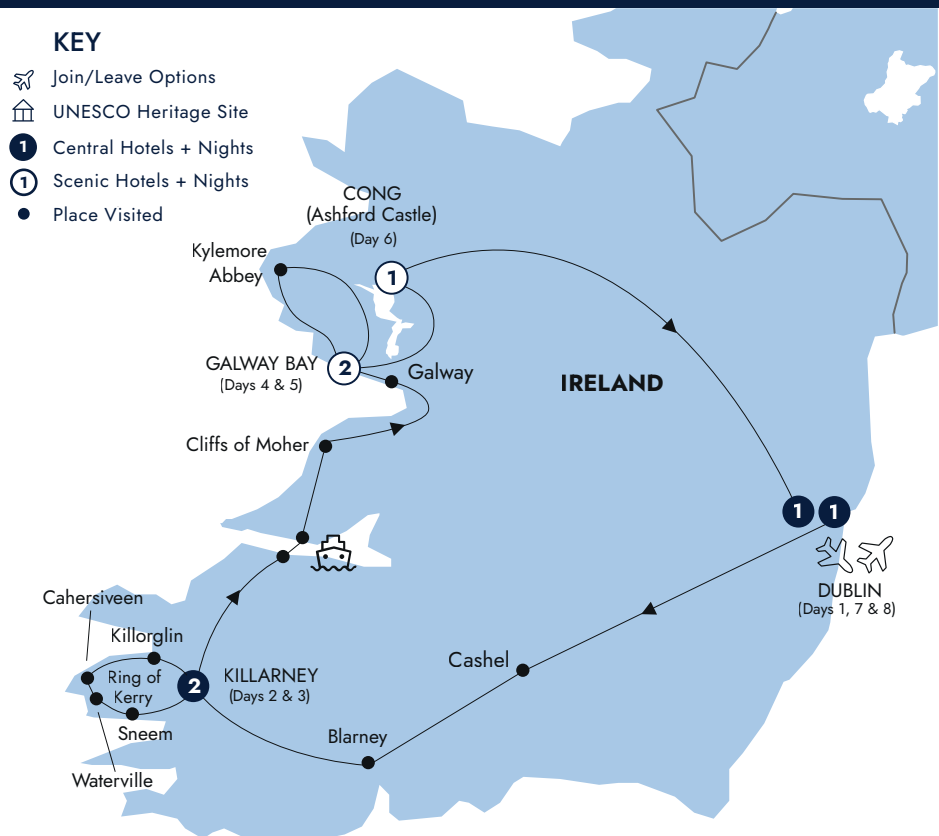 KEY
Join/Leave Options
UNESCO Heritage Site
1 Central Hotels + Nights
1 Scenic Hotels + Nights
Place Visited
CONG
(Ashford Castle)
(Day 6)
1
Kylemore
Abbey
GALWAY BAY
(Days 4 & 5)
2
Galway
IRELAND
Cliffs of Moher
1 1
DUBLIN
(Days 1, 7 & 8)
Cahersiveen
Killorglin
Ring of
Kerry
2
KILLARNEY
(Days 2 & 3)
Cashel
Sneem
Blarney
Waterville